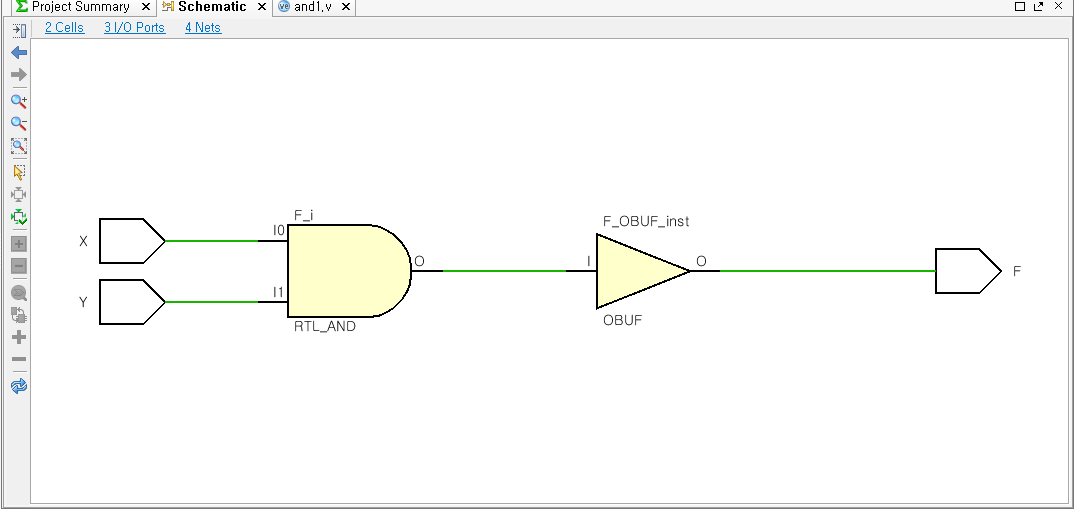 Project Summary
Schematic
and1.v
2 Cells
3 I/O Ports
4 Nets
X
Y
F_i
I0
I1
O
RTL_AND
F_OBUF_inst
I
O
OBUF
F